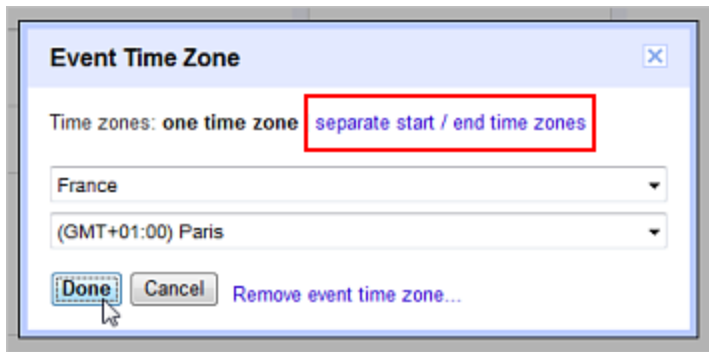 Event Time Zone
Time zones: one time zone separate start / end time zones
France
(GMT+01:00) Paris
Done Cancel Remove event time zone...